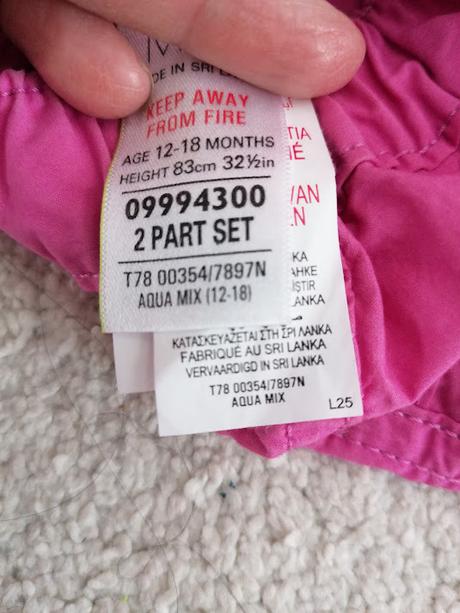 KEEP AWAY
FROM FIRE
AGE 12-18 MONTHS
HEIGHT 83cm 32½in
09994300
2 PART SET
T78 00354/7897N
AQUA MIX (12-18)
ΚΑΤΑΣΚΕΥΑΖΕΤΑΙ ΣΤΗ ΣΡΙ ΛΑΝΚΑ
FABRIQUÉ AU SRI LANKA
VERVAARDIGD IN SRI LANKA
T78 00354/7897N
AQUA MIX
L25